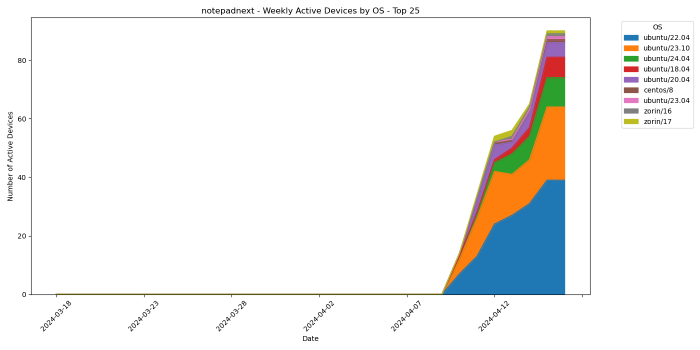 notepadnext - Weekly Active Devices by OS - Top 25
OS
ubuntu/22.04
ubuntu/23.10
ubuntu/24.04
ubuntu/18.04
ubuntu/20.04
centos/8
ubuntu/23.04
zorin/16
zorin/17
Number of Active Devices
80
60
40
20
0
2024-03-18
2024-03-23
2024-03-28
2024-04-02
2024-04-07
2024-04-12
Date